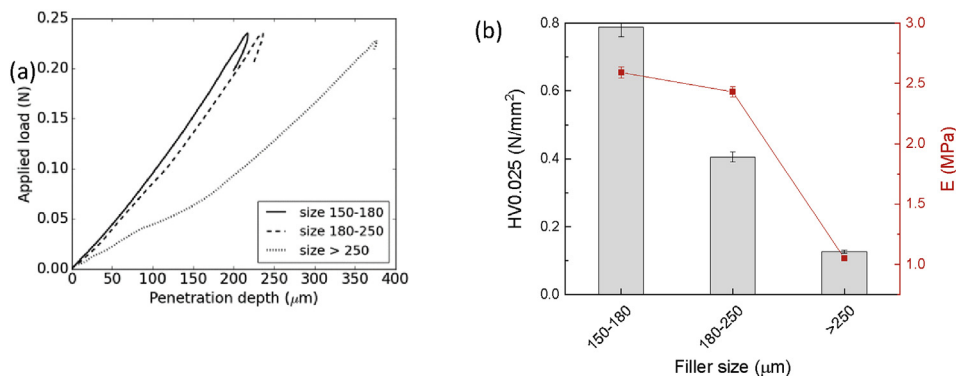 (a)
Applied load (N)
0.25
0.20
0.15
0.10
0.05
0.00
0 50 100 150 200 250 300 350 400
Penetration depth (μm)
size 150-180
size 180-250
size > 250
(b)
HV0.025 (N/mm²)
0.8
0.6
0.4
0.2
0.0
150-180
180-250
>250
Filler size (μm)
3.0
2.5
2.0
1.5
1.0
E (MPa)